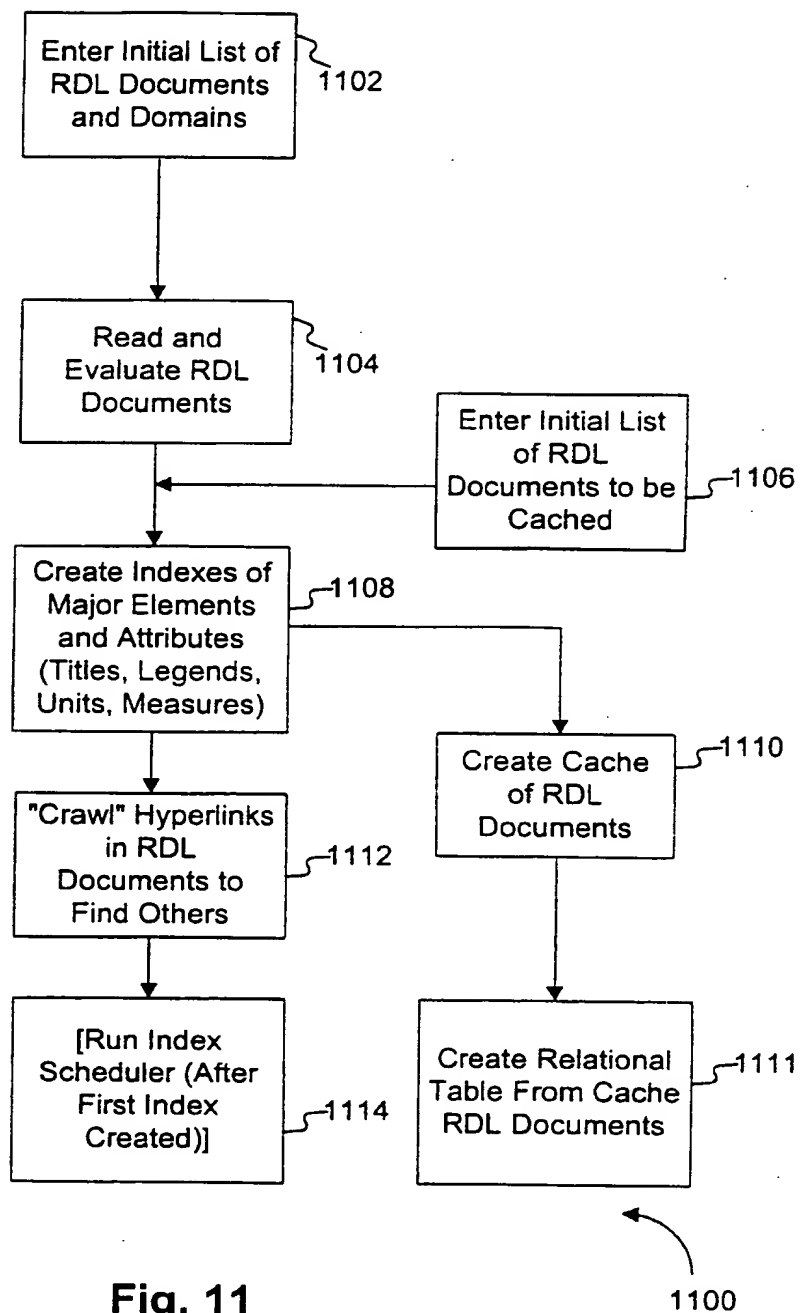 Enter Initial List of
RDL Documents
and Domains
1102
Read and
Evaluate RDL
Documents
1104
Enter Initial List
of RDL
Documents to be
Cached
1106
Create Indexes of
Major Elements
and Attributes
(Titles, Legends,
Units, Measures)
1108
Create Cache
of RDL
Documents
1110
"Crawl" Hyperlinks
in RDL
Documents to
Find Others
1112
[Run Index
Scheduler (After
First Index
Created)]
1114
Create Relational
Table From Cache
RDL Documents
1111
Fig. 11
1100